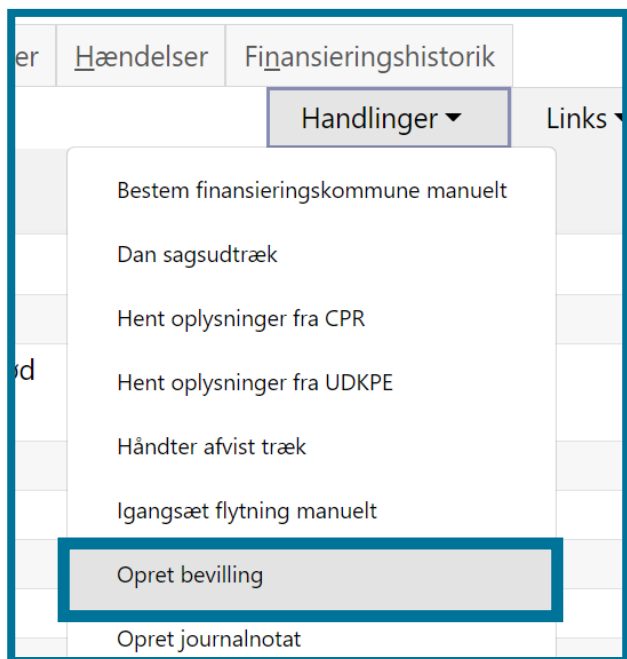 er Hændelser Finansieringshistorik
Handlinger Links
Bestem finansieringskommune manuelt
Dan sagsudtræk
Hent oplysninger fra CPR
Hent oplysninger fra UDKPE
ød
Håndter afvist træk
Igangsæt flytning manuelt
Opret bevilling
Opret journalnotat